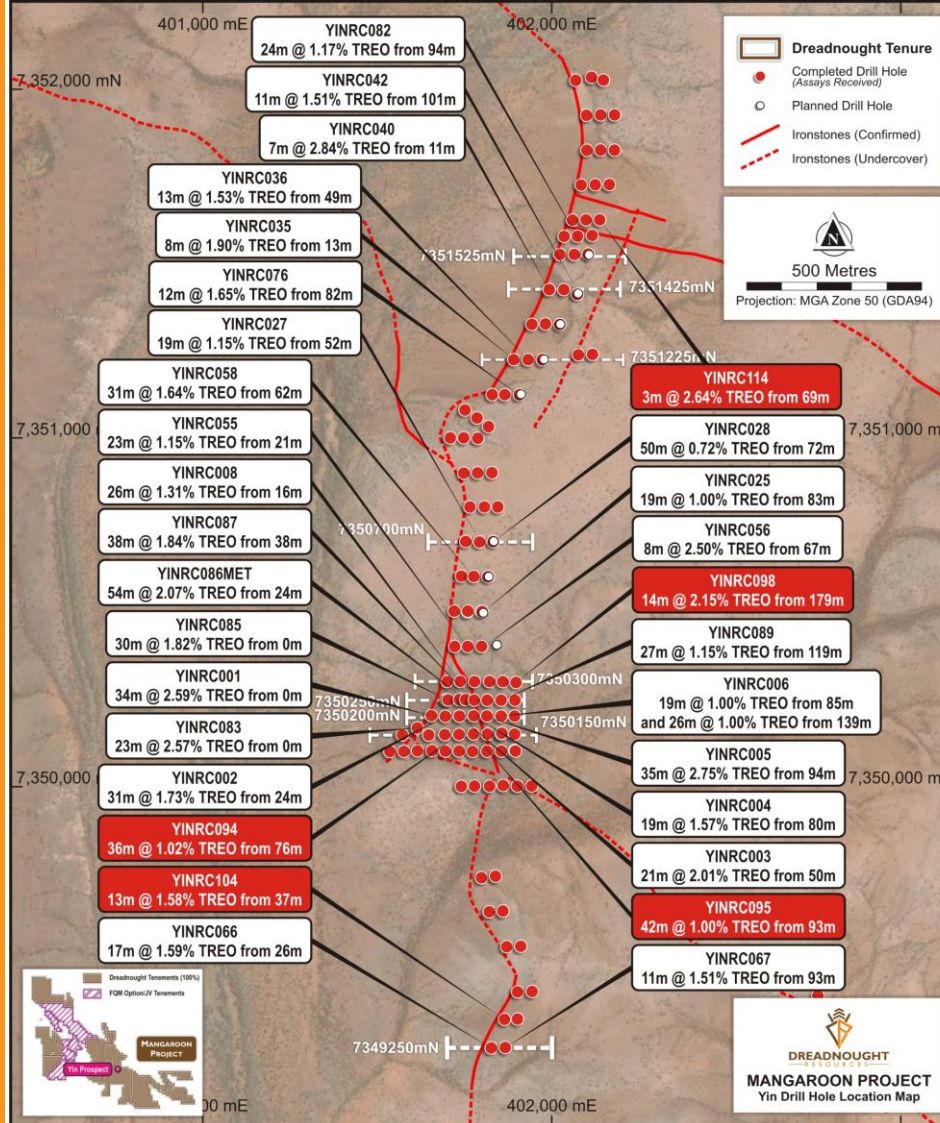 401,000 mE
402,000 mE
7,352,000 mN
YINRC082
24m @ 1.17% TREO from 94m
YINRC042
11m @ 1.51% TREO from 101m
YINRC040
7m @ 2.84% TREO from 11m
YINRC036
13m @ 1.53% TREO from 49m
YINRC035
8m @ 1.90% TREO from 13m
YINRC076
12m @ 1.65% TREO from 82m
YINRC027
19m @ 1.15% TREO from 52m
YINRC058
31m @ 1.64% TREO from 62m
YINRC055
23m @ 1.15% TREO from 21m
YINRC008
26m @ 1.31% TREO from 16m
YINRC087
38m @ 1.84% TREO from 38m
YINRC086MET
54m @ 2.07% TREO from 24m
YINRC085
30m @ 1.82% TREO from 0m
YINRC001
34m @ 2.59% TREO from 0m
YINRC083
23m @ 2.57% TREO from 0m
YINRC002
31m @ 1.73% TREO from 24m
YINRC094
36m @ 1.02% TREO from 76m
YINRC104
13m @ 1.58% TREO from 37m
YINRC066
17m @ 1.59% TREO from 26m
Dreadnought Tenure
Completed Drill Hole
(Assays Received)
Planned Drill Hole
Ironstones (Confirmed)
Ironstones (Undercover)
N
500 Metres
Projection: MGA Zone 50 (GDA94)
7351525mN
7351425mN
7351225mN
7350700mN
7350300mN
7350250mN
7350200mN
7350150mN
7349250mN
7,351,000 mN
7,351,000 mN
7,350,000 mN
7,350,000 mN
YINRC114
3m @ 2.64% TREO from 69m
YINRC028
50m @ 0.72% TREO from 72m
YINRC025
19m @ 1.00% TREO from 83m
YINRC056
8m @ 2.50% TREO from 67m
YINRC098
14m @ 2.15% TREO from 179m
YINRC089
27m @ 1.15% TREO from 119m
YINRC006
19m @ 1.00% TREO from 85m
and 26m @ 1.00% TREO from 139m
YINRC005
35m @ 2.75% TREO from 94m
YINRC004
19m @ 1.57% TREO from 80m
YINRC003
21m @ 2.01% TREO from 50m
YINRC095
42m @ 1.00% TREO from 93m
YINRC067
11m @ 1.51% TREO from 93m
Dreadnought Tenements (100%)
FQM Option/JV Tenements
MANGAROON
PROJECT
Yin Prospect
000 mE
402,000 mE
DREADNOUGHT
RESOURCES
MANGAROON PROJECT
Yin Drill Hole Location Map